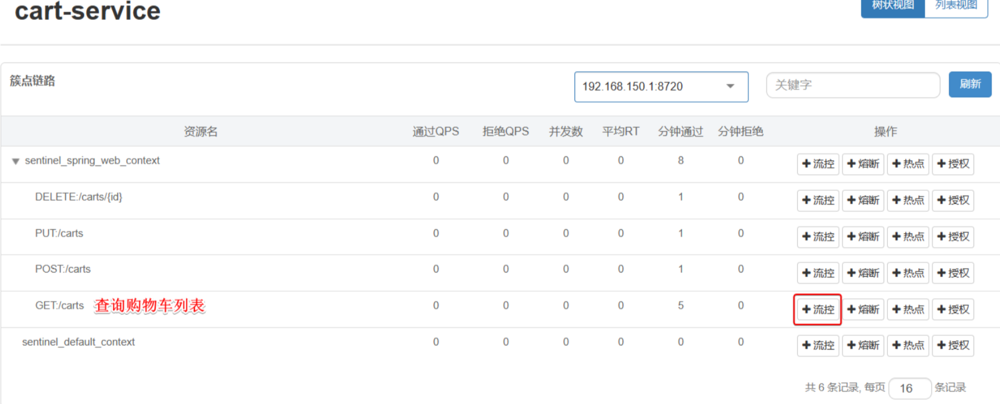 cart-service
树状视图 列表视图
簇点链路 192.168.150.1:8720 关键字 刷新
资源名 通过QPS 拒绝QPS 并发数 平均RT 分钟通过 分钟拒绝 操作
sentinel_spring_web_context 0 0 0 0 8 0 +流控 +熔断 +热点 +授权
DELETE:/carts/{id} 0 0 0 0 1 0 +流控 +熔断 +热点 +授权
PUT:/carts 0 0 0 0 1 0 +流控 +熔断 +热点 +授权
POST:/carts 0 0 0 0 1 0 +流控 +熔断 +热点 +授权
GET:/carts 查询购物车列表 0 0 0 0 5 0 +流控 +熔断 +热点 +授权
sentinel_default_context 0 0 0 0 0 0 +流控 +熔断 +热点 +授权
共 6 条记录, 每页 16 条记录